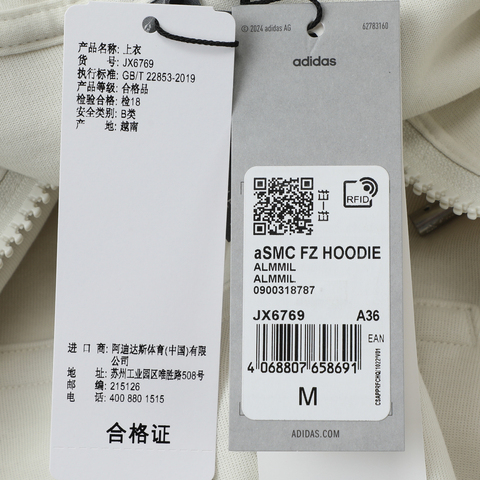 产品名称: 上衣
货 号: JX6769
执行标准: GB/T 22853-2019
产品等级: 合格品
检验合格: 检18
安全类别: B类
产 地: 越南
进 口 商: 阿迪达斯体育(中国)有限
公司
地 址: 苏州工业园区唯胜路508号
邮 编: 215126
电 话: 400 880 1515
合格证
© 2024 adidas AG
62783160
adidas
RFID
aSMC FZ HOODIE
ALMMIL
ALMMIL
0900318787
JX6769 A36
EAN
4 068807 658691
M
ADIDAS.COM